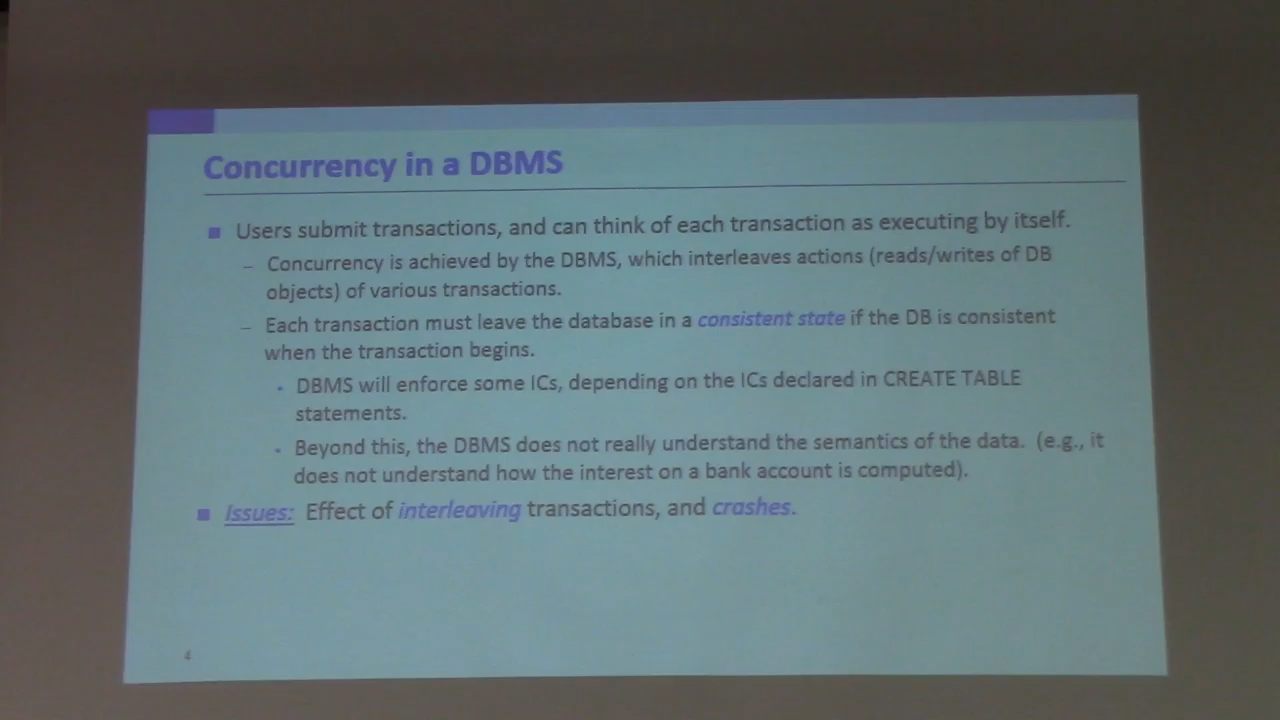 Concurrency in a DBMS
■ Users submit transactions, and can think of each transaction as executing by itself.
– Concurrency is achieved by the DBMS, which interleaves actions (reads/writes of DB
objects) of various transactions.
– Each transaction must leave the database in a consistent state if the DB is consistent
when the transaction begins.
• DBMS will enforce some ICs, depending on the ICs declared in CREATE TABLE
statements.
• Beyond this, the DBMS does not really understand the semantics of the data. (e.g., it
does not understand how the interest on a bank account is computed).
■ Issues: Effect of interleaving transactions, and crashes.
4